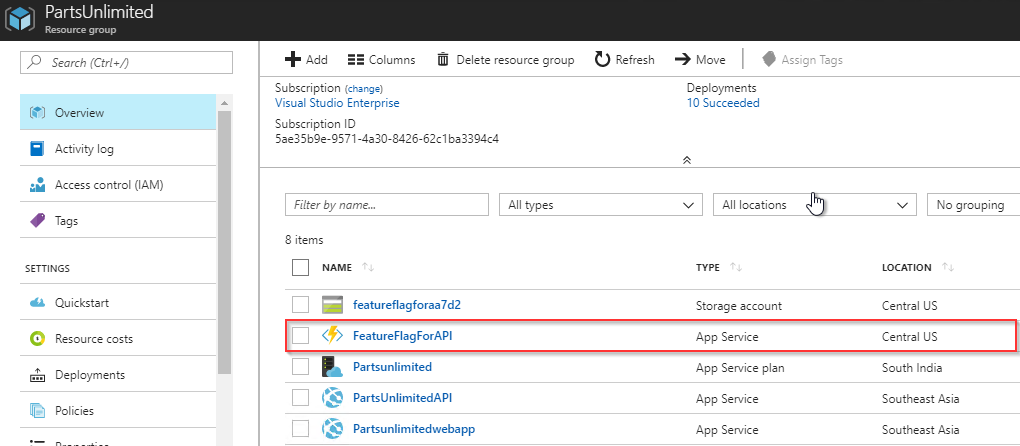 PartsUnlimited
Resource group
Search (Ctrl+/)
Overview
Activity log
Access control (IAM)
Tags
SETTINGS
Quickstart
Resource costs
Deployments
Policies
Properties
Add
Columns
Delete resource group
Refresh
Move
Assign Tags
Subscription (change)
Visual Studio Enterprise
Deployments
10 Succeeded
Subscription ID
5ae35b9e-9571-4a30-8426-62c1ba3394c4
Filter by name...
All types
All locations
No grouping
8 items
NAME TYPE LOCATION
featureflagforaa7d2 Storage account Central US
FeatureFlagForAPI App Service Central US
Partsunlimited App Service plan South India
PartsUnlimitedAPI App Service Southeast Asia
Partsunlimitedwebapp App Service Southeast Asia